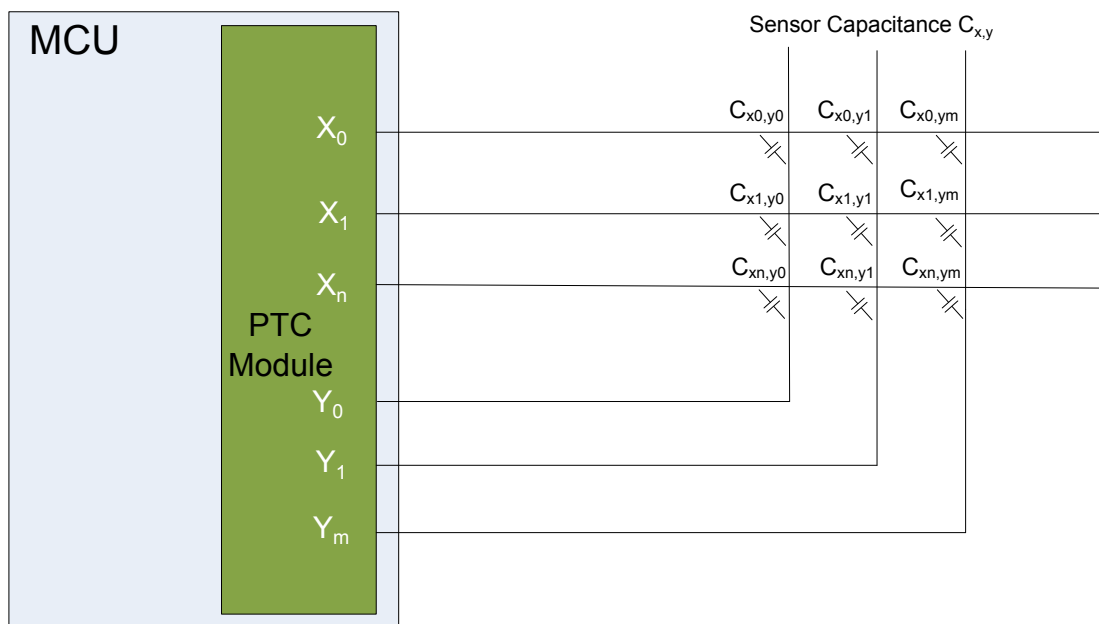 MCU
Sensor Capacitance Cx,y
Cx0,y0 Cx0,y1 Cx0,ym
X0
Cx1,y0 Cx1,y1 Cx1,ym
X1
Cxn,y0 Cxn,y1 Cxn,ym
Xn
PTC
Module
Y0
Y1
Ym